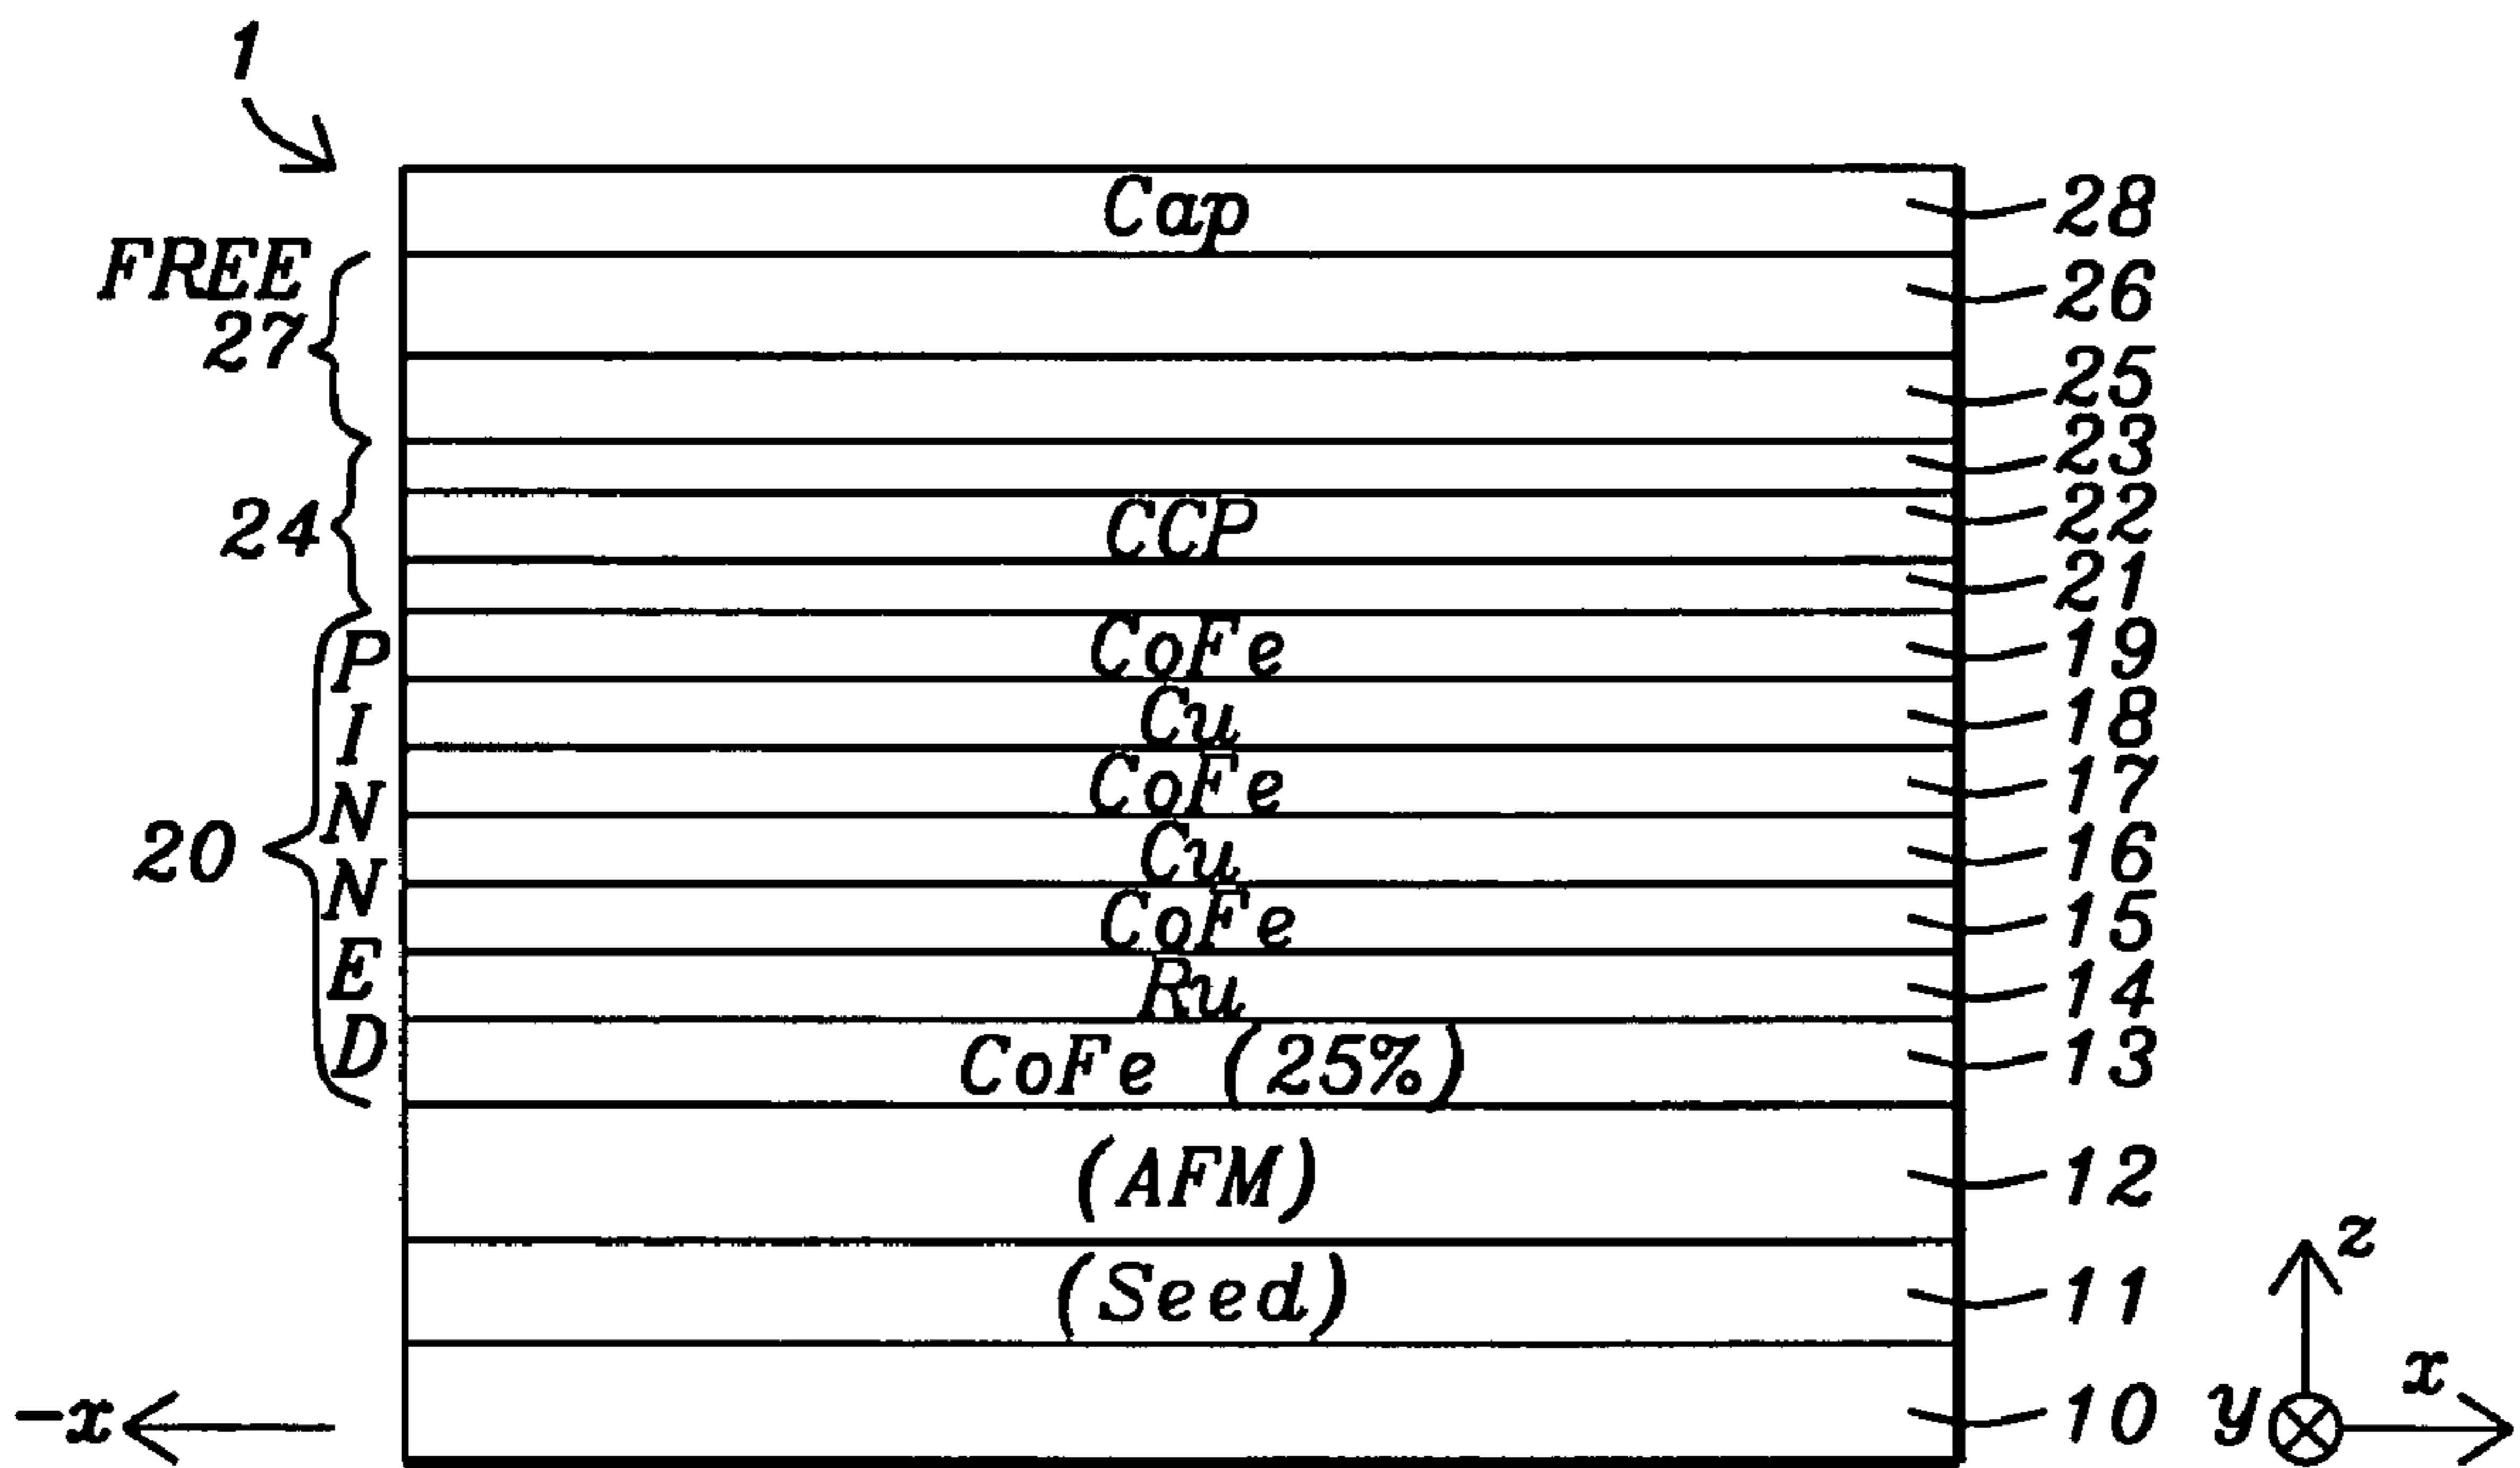 1
Cap 28
FREE 26
27
25
23
24 CCP 22
21
P CoFe 19
I Cu 18
N CoFe 17
20 N Cu 16
E CoFe 15
D Ru 14
CoFe (25%) 13
(AFM) 12
(Seed) 11
z
-x 10 y x